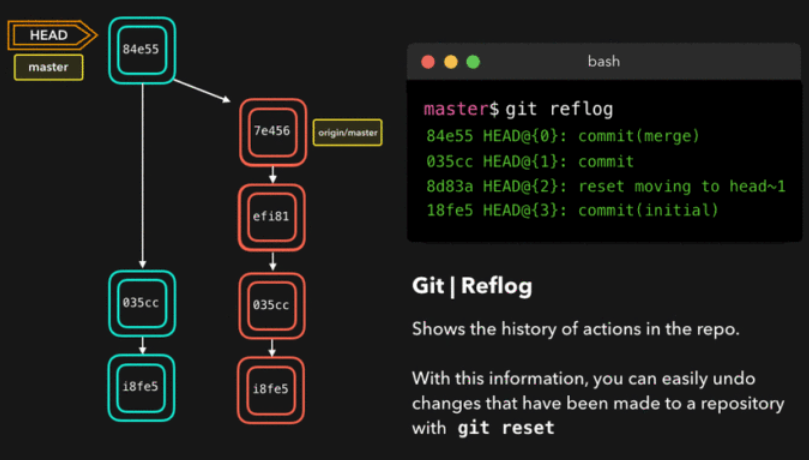 HEAD
master
84e55
7e456
origin/master
efi81
035cc
035cc
i8fe5
i8fe5
bash
master$ git reflog
84e55 HEAD@{0}: commit(merge)
035cc HEAD@{1}: commit
8d83a HEAD@{2}: reset moving to head~1
18fe5 HEAD@{3}: commit(initial)
Git | Reflog
Shows the history of actions in the repo.
With this information, you can easily undo
changes that have been made to a repository
with git reset